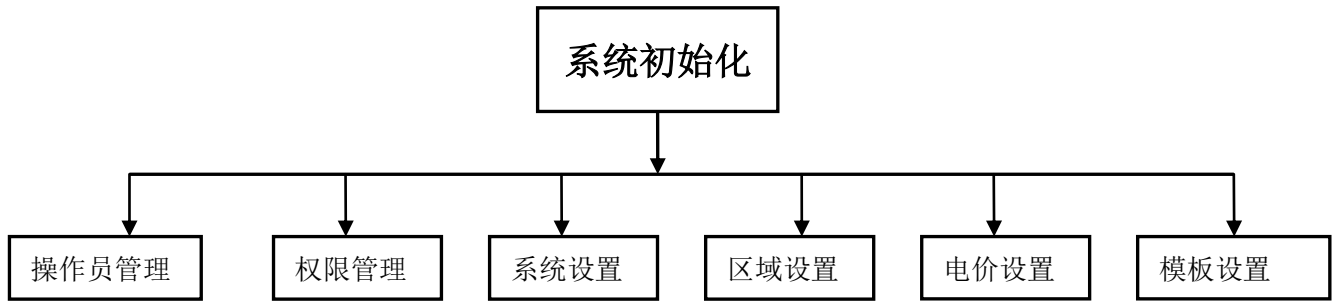 系统初始化
操作员管理
权限管理
系统设置
区域设置
电价设置
模板设置